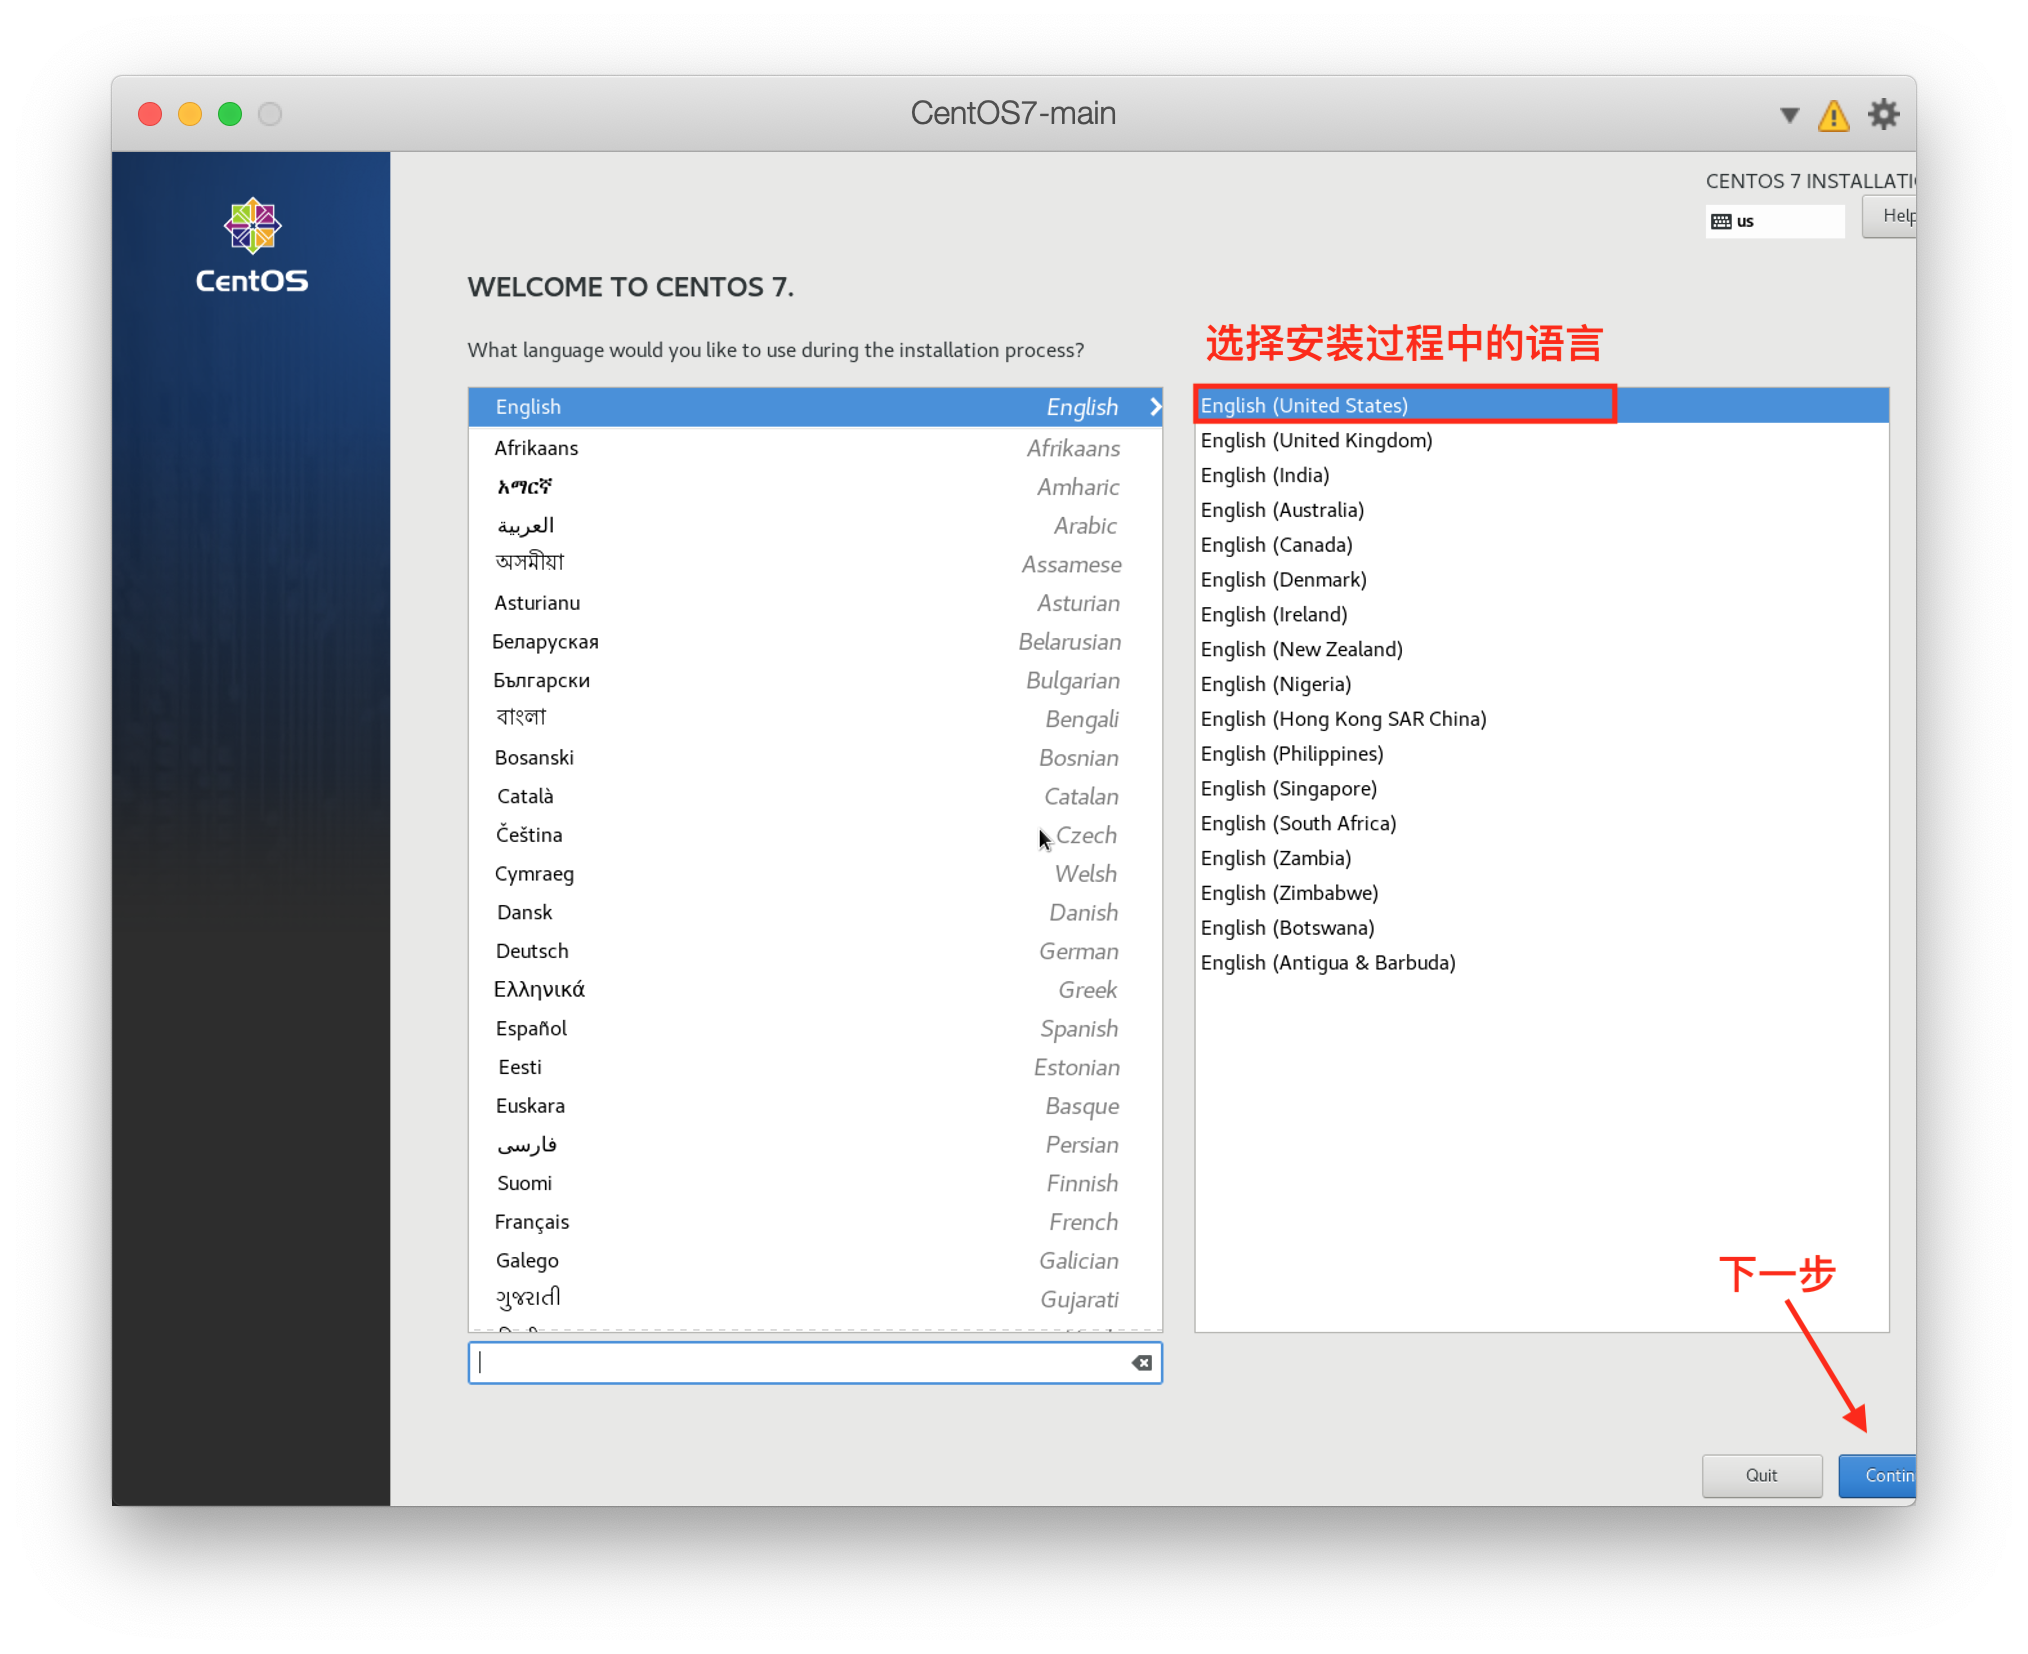 CentOS7-main
CentOS
CENTOS 7 INSTALLATI
us
Help
WELCOME TO CENTOS 7.
What language would you like to use during the installation process?
选择安装过程中的语言
English English
Afrikaans Afrikaans
አማርኛ Amharic
العربية Arabic
অসমীয়া Assamese
Asturianu Asturian
Беларуская Belarusian
Български Bulgarian
বাংলা Bengali
Bosanski Bosnian
Català Catalan
Čeština Czech
Cymraeg Welsh
Dansk Danish
Deutsch German
Ελληνικά Greek
Español Spanish
Eesti Estonian
Euskara Basque
فارسی Persian
Suomi Finnish
Français French
Galego Galician
ગુજરાતી Gujarati
English (United States)
English (United Kingdom)
English (India)
English (Australia)
English (Canada)
English (Denmark)
English (Ireland)
English (New Zealand)
English (Nigeria)
English (Hong Kong SAR China)
English (Philippines)
English (Singapore)
English (South Africa)
English (Zambia)
English (Zimbabwe)
English (Botswana)
English (Antigua & Barbuda)
下一步
Quit
Contin